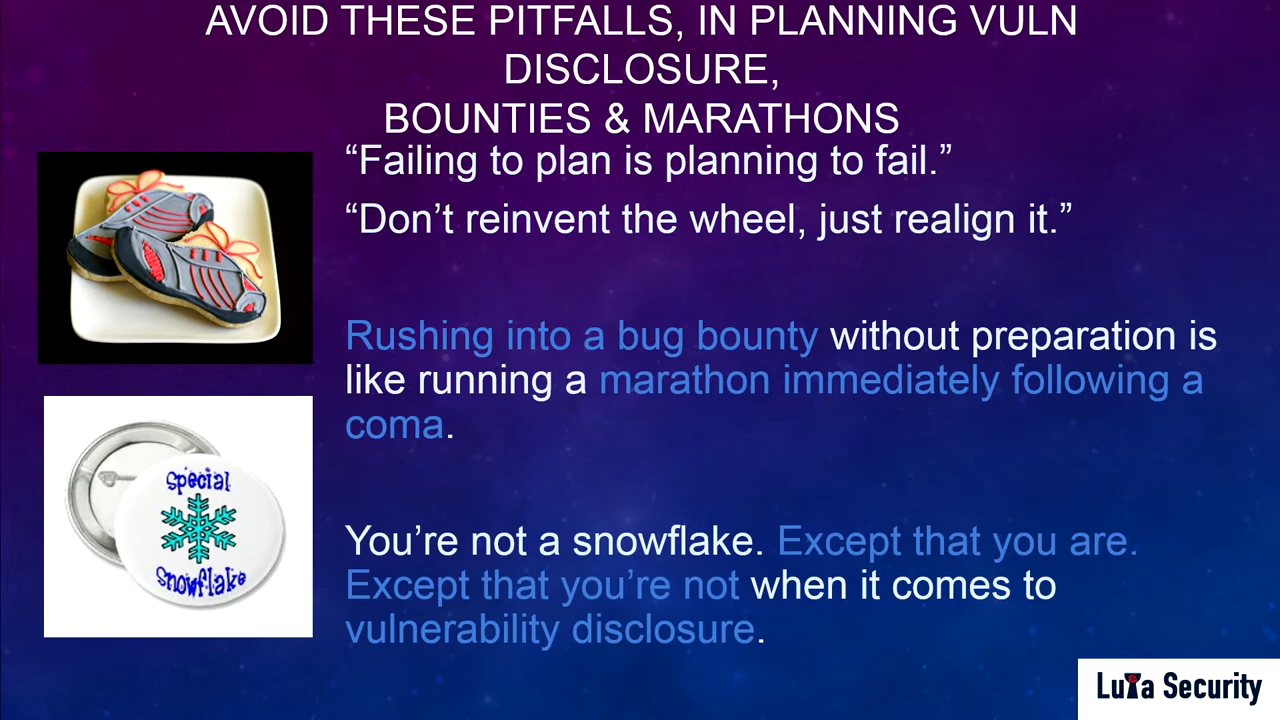 AVOID THESE PITFALLS, IN PLANNING VULN
DISCLOSURE,
BOUNTIES & MARATHONS
“Failing to plan is planning to fail.”
“Don’t reinvent the wheel, just realign it.”
Rushing into a bug bounty without preparation is
like running a marathon immediately following a
coma.
Special
Snowflake
You’re not a snowflake. Except that you are.
Except that you’re not when it comes to
vulnerability disclosure.
Luta Security